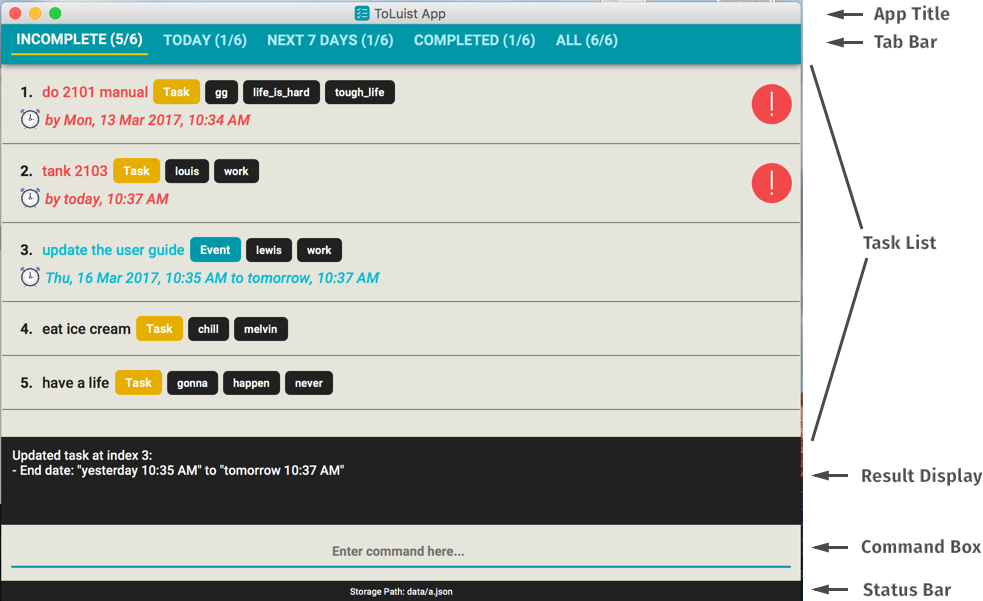 ToLuist App
App Title
INCOMPLETE (5/6) TODAY (1/6) NEXT 7 DAYS (1/6) COMPLETED (1/6) ALL (6/6)
Tab Bar
1. do 2101 manual Task gg life_is_hard tough_life
!
by Mon, 13 Mar 2017, 10:34 AM
2. tank 2103 Task louis work
!
by today, 10:37 AM
3. update the user guide Event lewis work
Task List
Thu, 16 Mar 2017, 10:35 AM to tomorrow, 10:37 AM
4. eat ice cream Task chill melvin
5. have a life Task gonna happen never
Updated task at index 3:
- End date: "yesterday 10:35 AM" to "tomorrow 10:37 AM"
Result Display
Enter command here...
Command Box
Storage Path: data/a.json
Status Bar